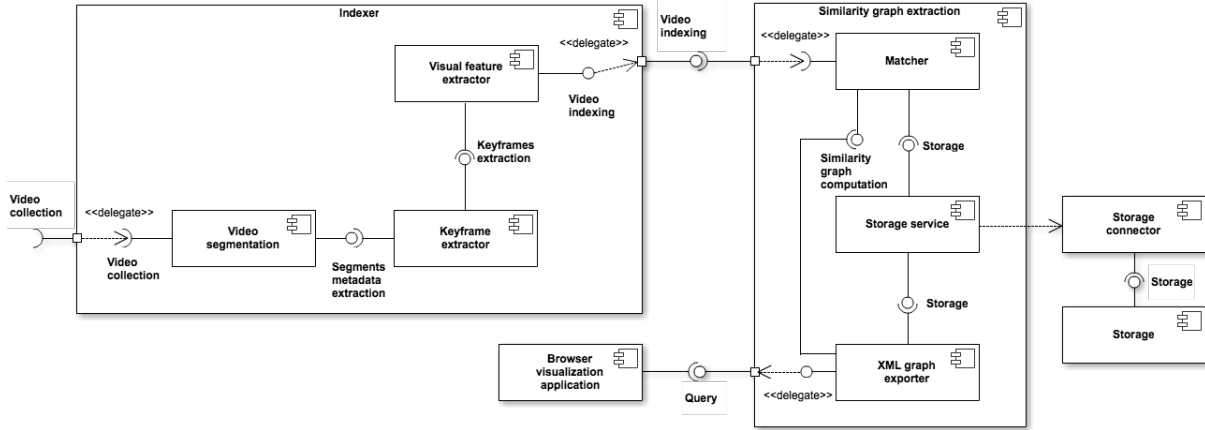 Indexer
Video
indexing
Similarity graph extraction
<<delegate>>
<<delegate>>
Visual feature
extractor
Matcher
Video
indexing
Keyframes
extraction
Similarity
graph
computation
Storage
Video
collection
<<delegate>>
Video
segmentation
Keyframe
extractor
Storage service
Storage
connector
Video
collection
Segments
metadata
extraction
Storage
Storage
Storage
Browser
visualization
application
XML graph
exporter
Query
<<delegate>>